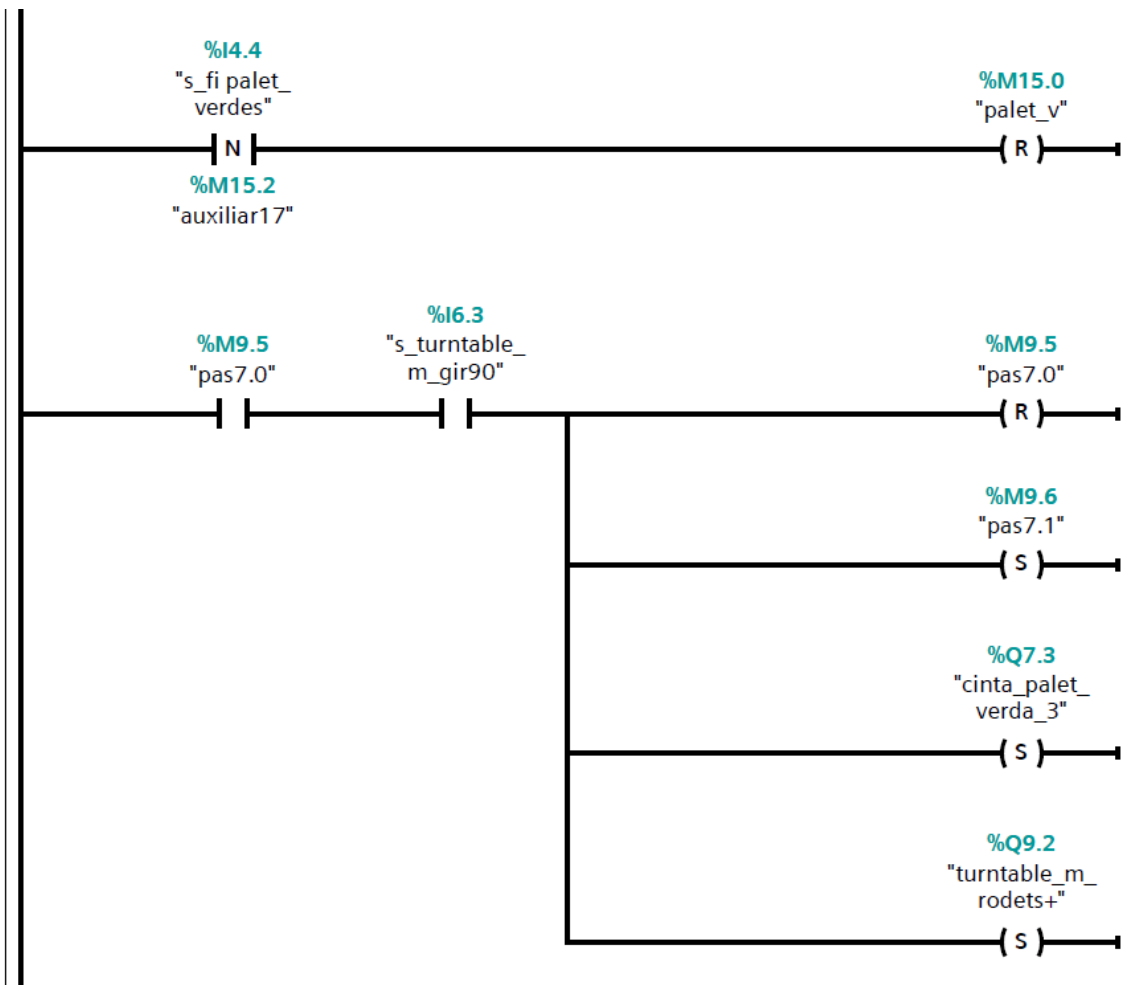 %I4.4
"s_fi palet_
verdes"
N
%M15.2
"auxiliar17"
%M15.0
"palet_v"
R
%M9.5
"pas7.0"
%I6.3
"s_turntable_
m_gir90"
%M9.5
"pas7.0"
R
%M9.6
"pas7.1"
S
%Q7.3
"cinta_palet_
verda_3"
S
%Q9.2
"turntable_m_
rodets+"
S